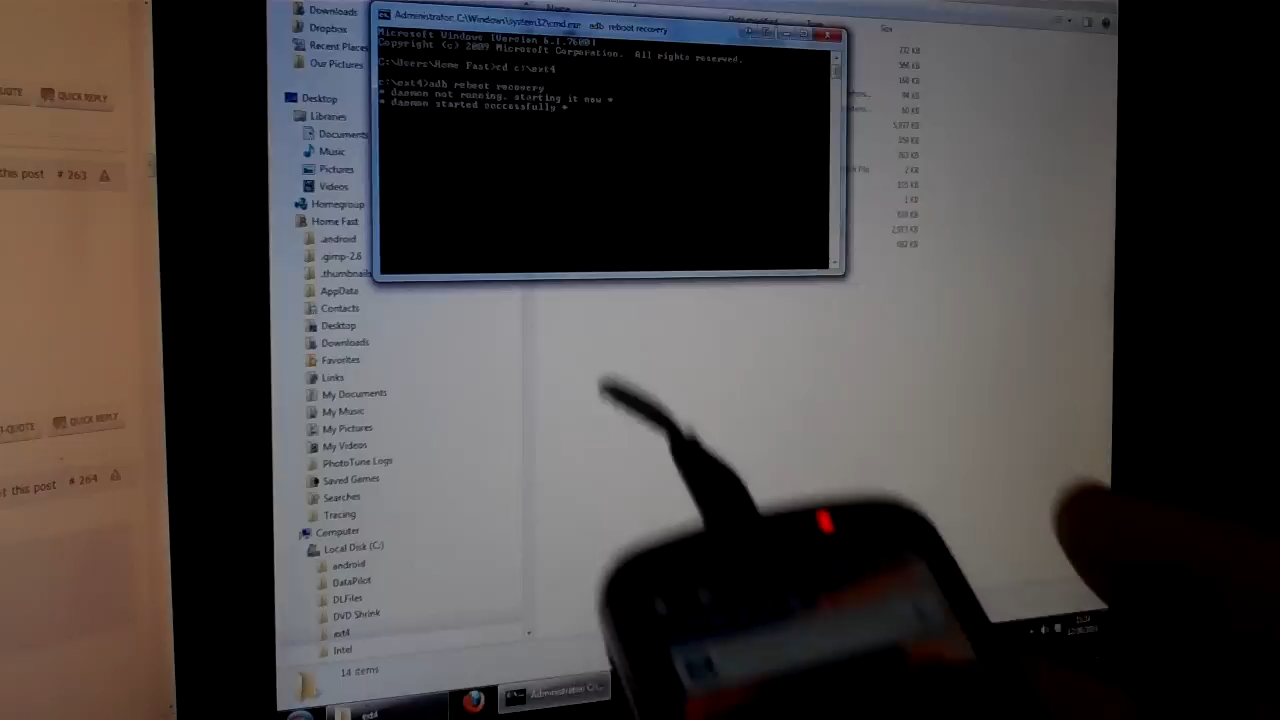 QUOTE
QUICK REPLY
this post # 263
QUICK REPLY
this post # 264
Downloads
Dropbox
Recent Places
Our Pictures
Desktop
Libraries
Documents
Music
Pictures
Videos
Homegroup
Home Fast
.android
.gimp-2.6
.thumbnails
AppData
Contacts
Desktop
Downloads
Favorites
Links
My Documents
My Music
My Pictures
My Videos
PhotoTune Logs
Saved Games
Searches
Tracing
Computer
Local Disk (C:)
android
DataPilot
DLFiles
DVD Shrink
ext4
Intel
14 items
Name
Size
Administrator: C:\Windows\system32\cmd.exe - adb reboot recovery
Microsoft Windows [Version 6.1.7600]
Copyright (c) 2009 Microsoft Corporation. All rights reserved.
C:\Users\Home Fast>cd c:\ext4
c:\ext4>adb reboot recovery
* daemon not running. starting it now *
* daemon started successfully *
ext4
Administrator: C:\...